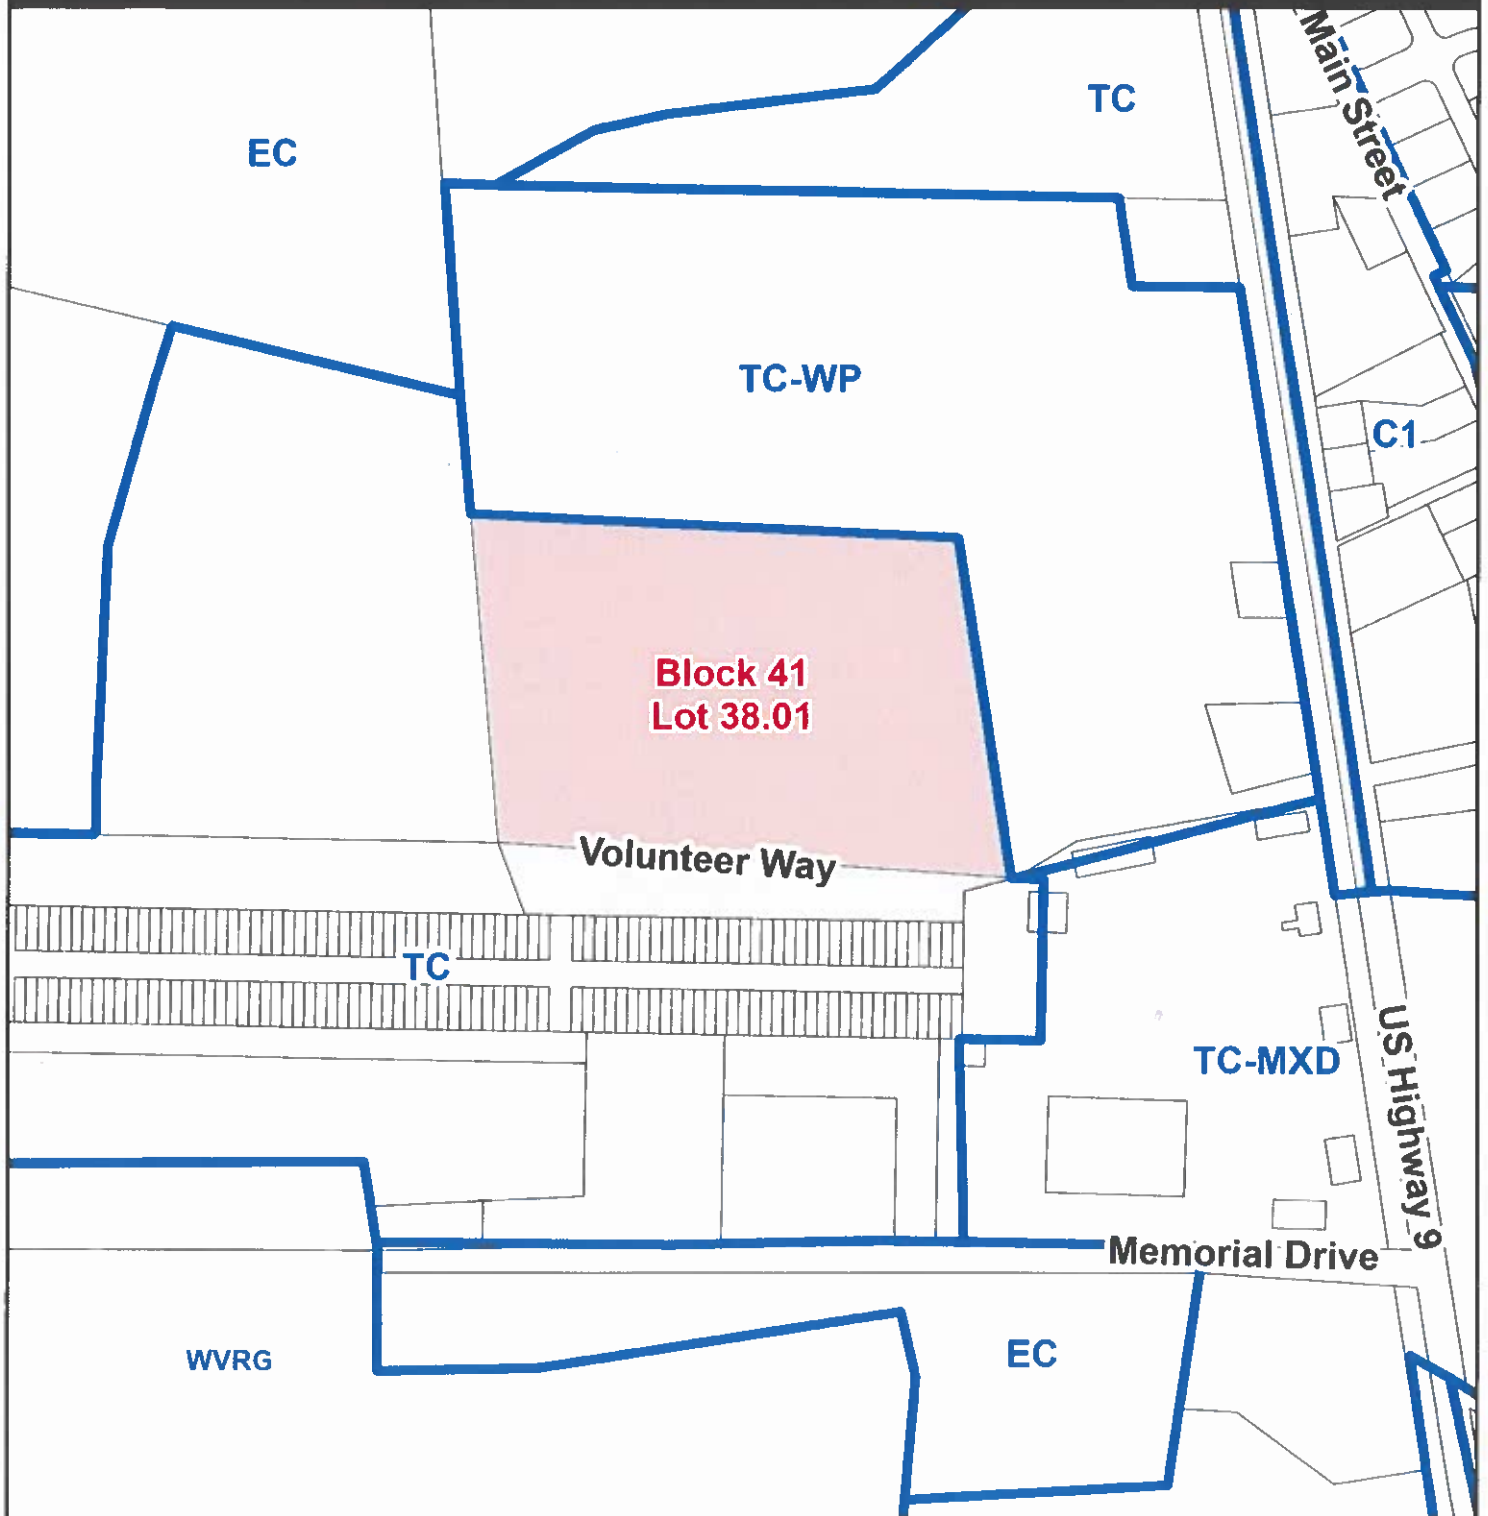 Main Street
TC
EC
TC-WP
C1
Block 41
Lot 38.01
Volunteer Way
TC
TC-MXD
US Highway 9
Memorial Drive
EC
WVRG